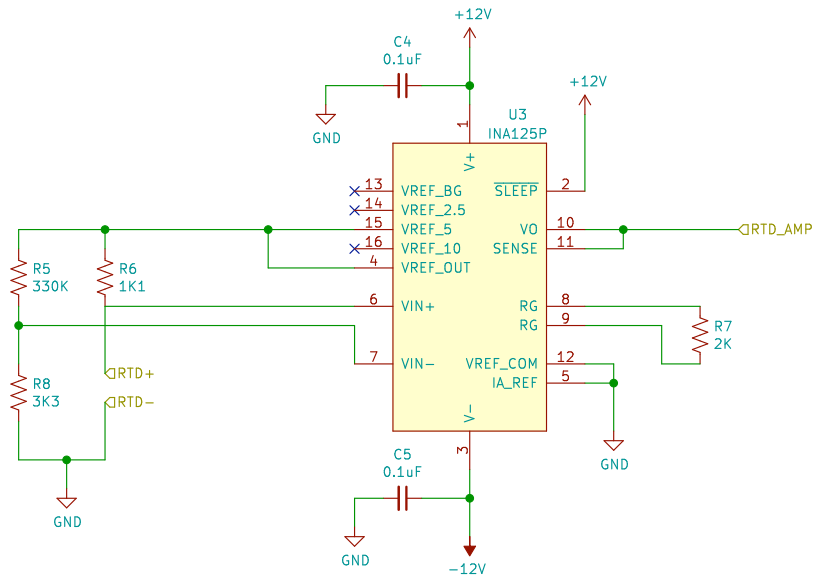 +12V
C4
0.1uF
+12V
GND
U3
INA125P
1
V+
13
VREF_BG
SLEEP
2
14
VREF_2.5
15
VREF_5
VO
10
RTD_AMP
16
VREF_10
SENSE
11
4
VREF_OUT
R5
330K
R6
1K1
6
VIN+
RG
8
RG
9
R7
2K
7
VIN-
VREF_COM
12
IA_REF
5
RTD+
R8
3K3
RTD-
V-
3
C5
0.1uF
GND
GND
GND
-12V